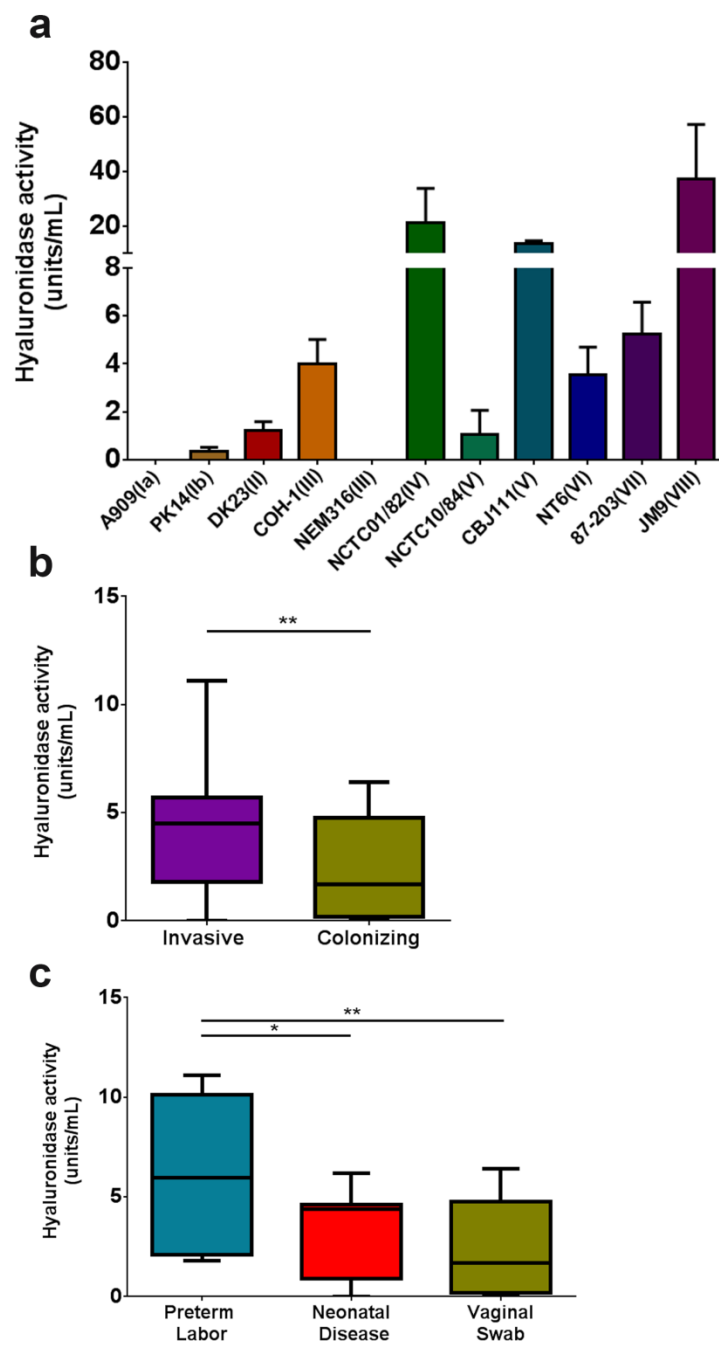 a
Hyaluronidase activity
(units/mL)
80
60
40
20
8
6
4
2
0
A909(Ia)
PK14(Ib)
DK23(II)
COH-1(III)
NEM316(III)
NCTC01/82(IV)
NCTC10/84(V)
CBJ111(V)
NT6(VI)
87-203(VII)
JM9(VIII)
b
Hyaluronidase activity
(units/mL)
15
10
5
0
**
Invasive
Colonizing
c
Hyaluronidase activity
(units/mL)
15
10
5
0
**
*
Preterm
Labor
Neonatal
Disease
Vaginal
Swab